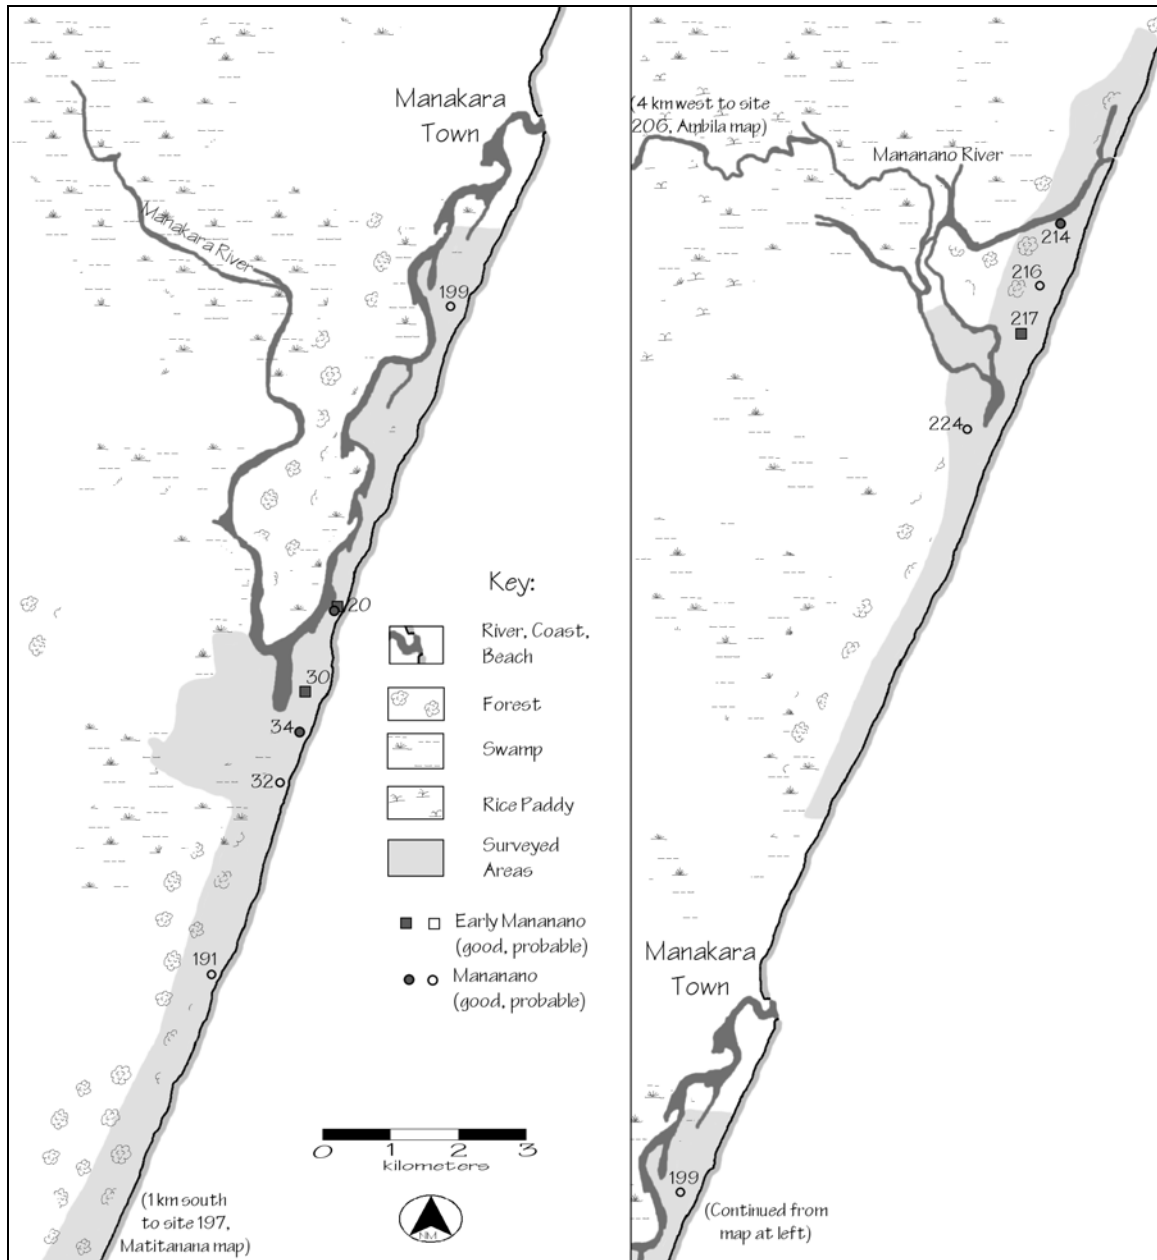 Manakara
Town
Manakara River
199
20
30
34
32
191
Key:
River, Coast,
Beach
Forest
Swamp
Rice Paddy
Surveyed
Areas
Early Mananano
(good, probable)
Mananano
(good, probable)
0 1 2 3
kilometers
NM
(1 km south
to site 197,
Matitanana map)
(4 km west to site
206, Ambila map)
Mananano River
214
216
217
224
Manakara
Town
199
(Continued from
map at left)